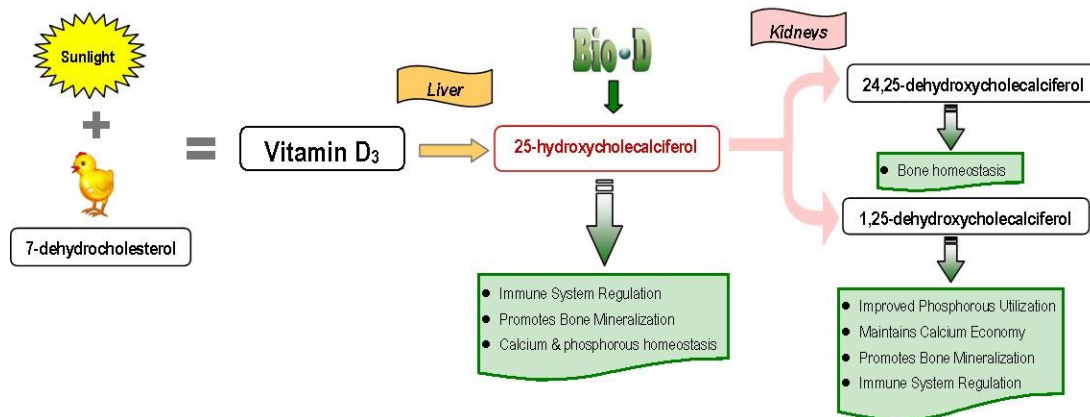 Sunlight
7-dehydrocholesterol
Vitamin D3
Liver
Bio-D
25-hydroxycholecalciferol
Immune System Regulation
Promotes Bone Mineralization
Calcium & phosphorous homeostasis
Kidneys
24,25-dehydroxycholecalciferol
Bone homeostasis
1,25-dehydroxycholecalciferol
Improved Phosphorous Utilization
Maintains Calcium Economy
Promotes Bone Mineralization
Immune System Regulation